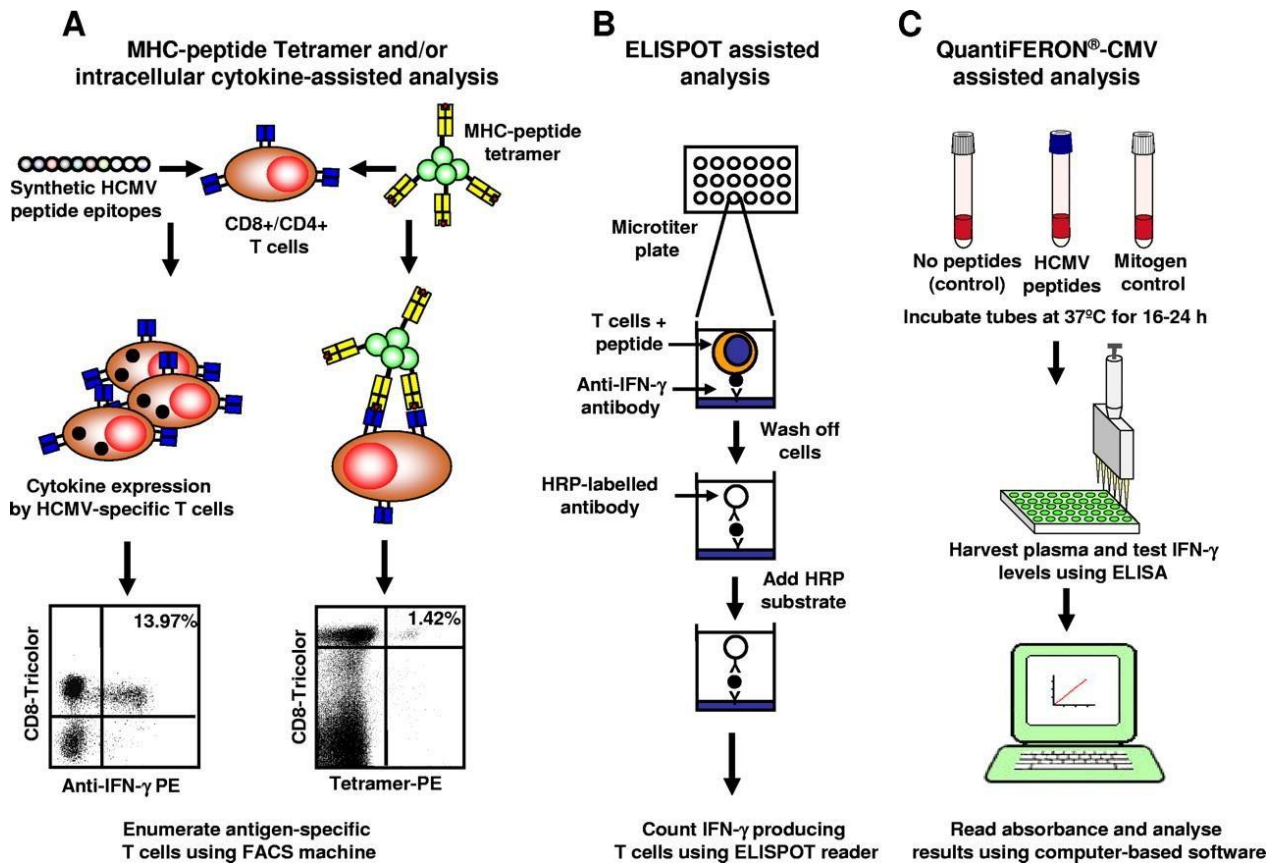 A
MHC-peptide Tetramer and/or
intracellular cytokine-assisted analysis
Synthetic HCMV
peptide epitopes
CD8+/CD4+
T cells
MHC-peptide
tetramer
Cytokine expression
by HCMV-specific T cells
13.97%
CD8-Tricolor
Anti-IFN-γ PE
1.42%
CD8-Tricolor
Tetramer-PE
Enumerate antigen-specific
T cells using FACS machine
B
ELISPOT assisted
analysis
Microtiter
plate
T cells +
peptide
Anti-IFN-γ
antibody
Wash off
cells
HRP-labelled
antibody
Add HRP
substrate
Count IFN-γ producing
T cells using ELISPOT reader
C
QuantiFERON®-CMV
assisted analysis
No peptides
(control)
HCMV
peptides
Mitogen
control
Incubate tubes at 37ºC for 16-24 h
Harvest plasma and test IFN-γ
levels using ELISA
Read absorbance and analyse
results using computer-based software